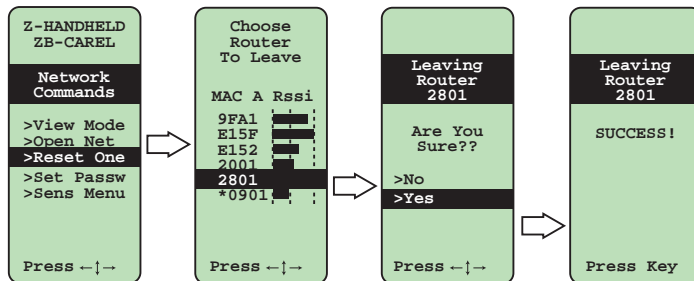 Z-HANDHELD
ZB-CAREL
Network
Commands
>View Mode
>Open Net
>Reset One
>Set Passw
>Sens Menu
Press ←↕→
Choose
Router
To Leave
MAC A Rssi
9FA1
E15F
E152
2001
2801
*0901
Press ←↕→
Leaving
Router
2801
Are You
Sure??
>No
>Yes
Press ←↕→
Leaving
Router
2801
SUCCESS!
Press Key